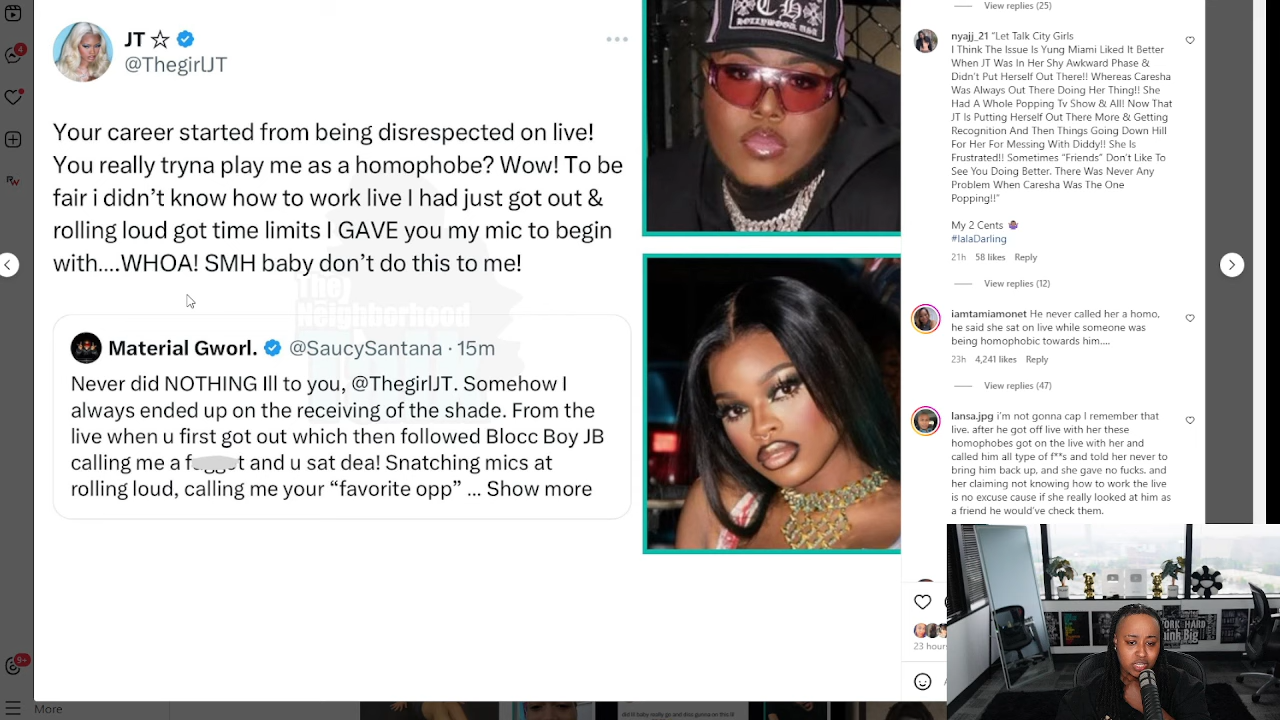 JT ☆
@ThegirlJT
Your career started from being disrespected on live!
You really tryna play me as a homophobe? Wow! To be
fair i didn't know how to work live I had just got out &
rolling loud got time limits I GAVE you my mic to begin
with....WHOA! SMH baby don't do this to me!
The
Neighborhood
Material Gworl. @SaucySantana · 15m
Never did NOTHING Ill to you, @ThegirlJT. Somehow I
always ended up on the receiving of the shade. From the
live when u first got out which then followed Blocc Boy JB
calling me a f t and u sat dea! Snatching mics at
rolling loud, calling me your “favorite opp” ... Show more
HOLLYWOOD USA
View replies (25)
nyajj_21 “Let Talk City Girls
I Think The Issue Is Yung Miami Liked It Better
When JT Was In Her Shy Awkward Phase &
Didn't Put Herself Out There!! Whereas Caresha
Was Always Out There Doing Her Thing!! She
Had A Whole Popping Tv Show & All! Now That
JT Is Putting Herself Out There More & Getting
Recognition And Then Things Going Down Hill
For Her For Messing With Diddy!! She Is
Frustrated!! Sometimes “Friends” Don't Like To
See You Doing Better. There Was Never Any
Problem When Caresha Was The One
Popping!!”
My 2 Cents 🤷🏾‍♀️
#lalaDarling
21h 58 likes Reply
View replies (12)
iamtamiamonet He never called her a homo,
he said she sat on live while someone was
being homophobic towards him....
23h 4,241 likes Reply
View replies (47)
lansa.jpg i'm not gonna cap I remember that
live. after he got off live with her these
homophobes got on the live with her and
called him all type of f**s and told her never to
bring him back up, and she gave no fucks. and
her claiming not knowing how to work the live
is no excuse cause if she really looked at him as
a friend he would've check them.
23 hour
4
RW
9+
More
WORK HARD
Think Big